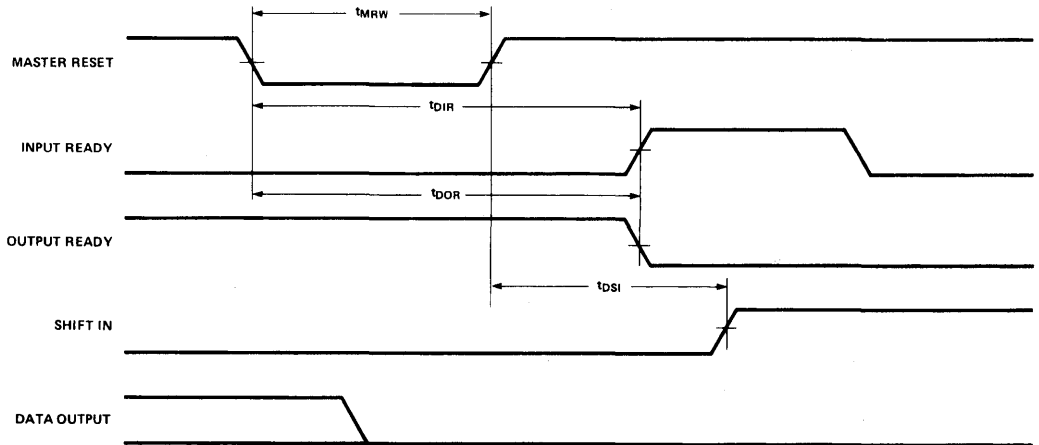 tMRW
MASTER RESET
tDIR
INPUT READY
tDOR
OUTPUT READY
tDSI
SHIFT IN
DATA OUTPUT